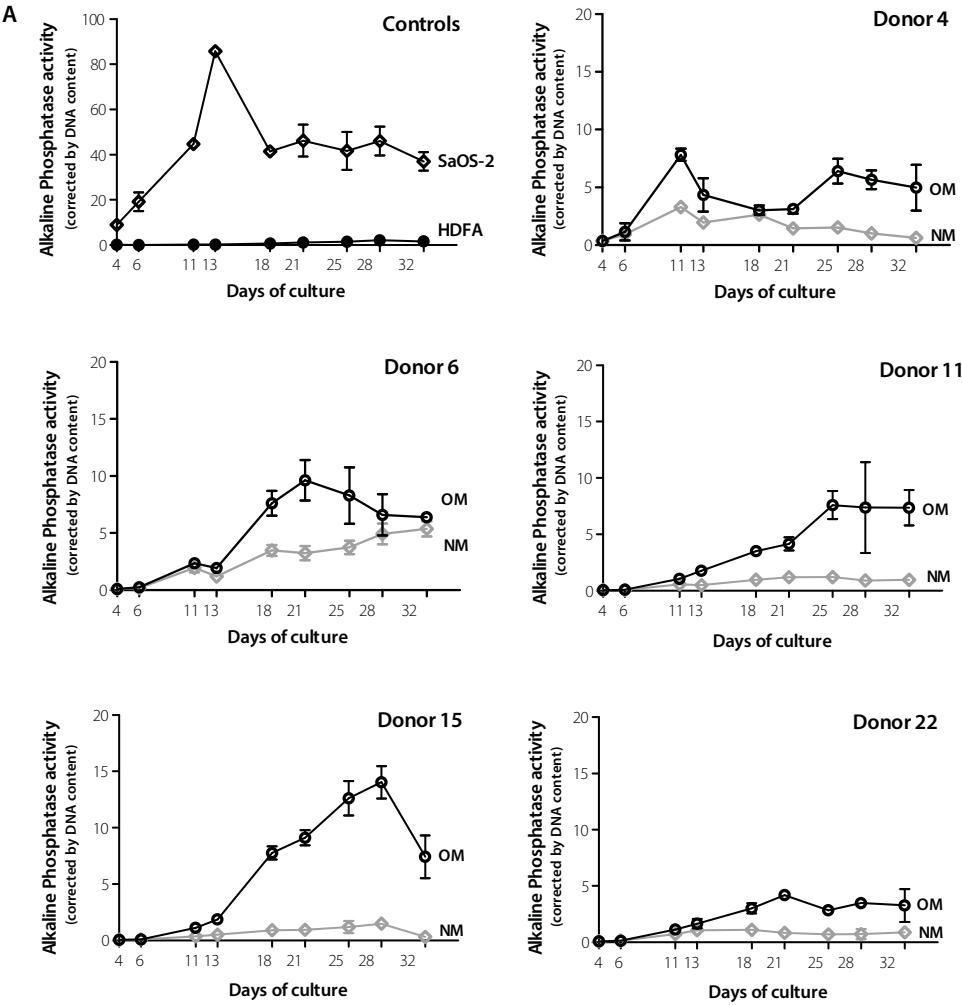 A
Controls
Alkaline Phosphatase activity
(corrected by DNA content)
100
80
60
40
20
0
SaOS-2
HDFA
4 6 11 13 18 21 25 28 32
Days of culture
Donor 4
Alkaline Phosphatase activity
(corrected by DNA content)
20
15
10
5
0
OM
NM
4 6 11 13 18 21 25 28 32
Days of culture
Donor 6
Alkaline Phosphatase activity
(corrected by DNA content)
20
15
10
5
0
OM
NM
4 6 11 13 18 21 25 28 32
Days of culture
Donor 11
Alkaline Phosphatase activity
(corrected by DNA content)
20
15
10
5
0
OM
NM
4 6 11 13 18 21 25 28 32
Days of culture
Donor 15
Alkaline Phosphatase activity
(corrected by DNA content)
20
15
10
5
0
OM
NM
4 6 11 13 18 21 25 28 32
Days of culture
Donor 22
Alkaline Phosphatase activity
(corrected by DNA content)
20
15
10
5
0
OM
NM
4 6 11 13 18 21 25 28 32
Days of culture